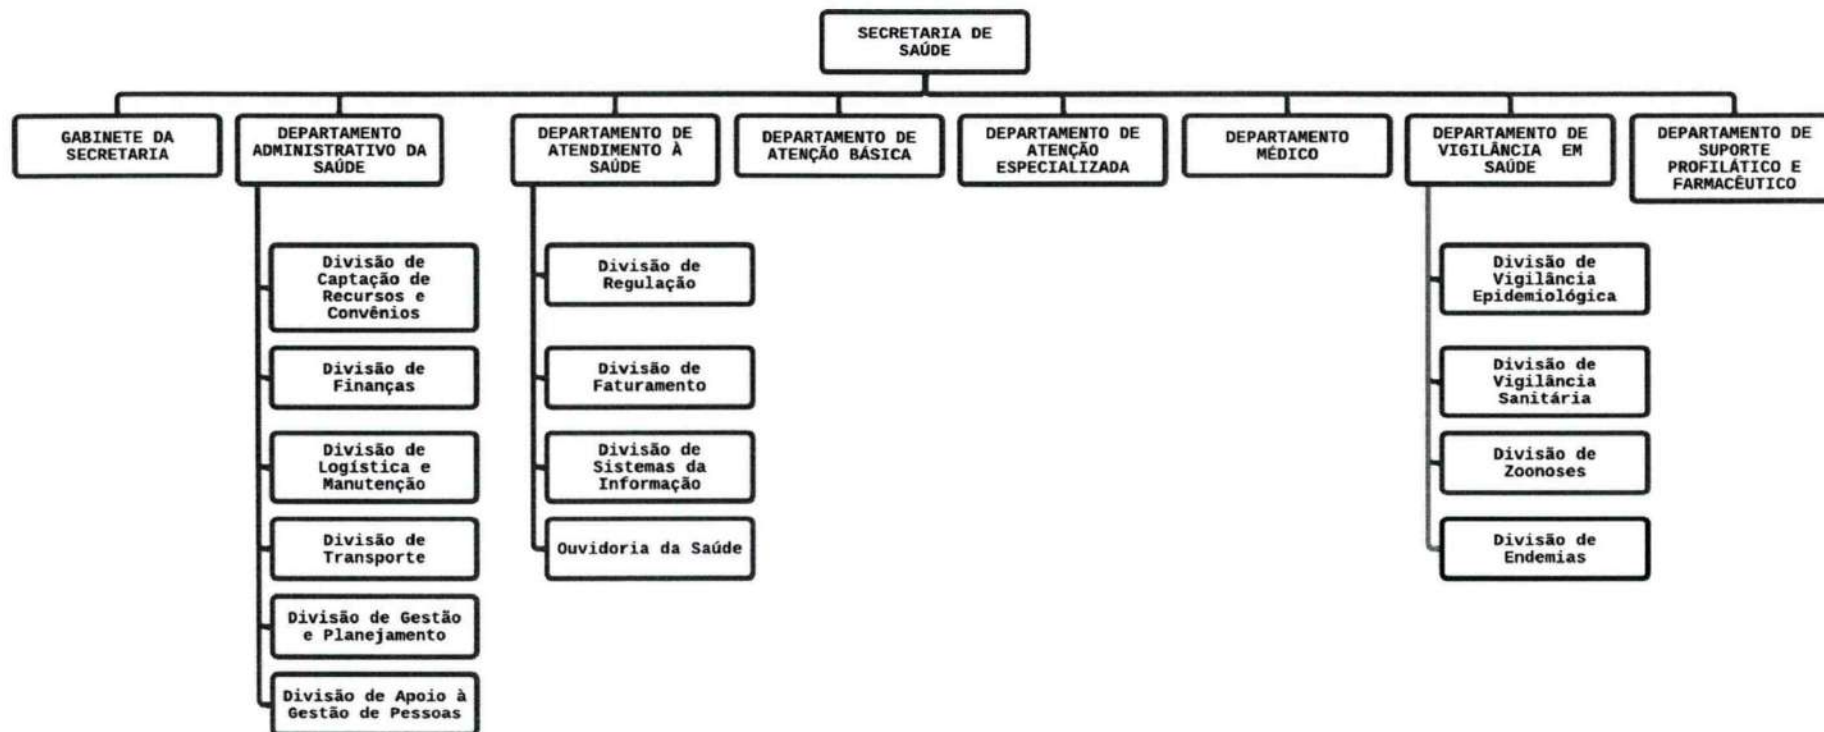 SECRETARIA DE
SAÚDE
GABINETE DA
SECRETARIA
DEPARTAMENTO
ADMINISTRATIVO DA
SAÚDE
DEPARTAMENTO DE
ATENDIMENTO À
SAÚDE
DEPARTAMENTO DE
ATENÇÃO BÁSICA
DEPARTAMENTO DE
ATENÇÃO
ESPECIALIZADA
DEPARTAMENTO
MÉDICO
DEPARTAMENTO DE
VIGILÂNCIA EM
SAÚDE
DEPARTAMENTO DE
SUPORTE
PROFILÁTICO E
FARMACÊUTICO
Divisão de
Captação de
Recursos e
Convênios
Divisão de
Finanças
Divisão de
Logística e
Manutenção
Divisão de
Transporte
Divisão de Gestão
e Planejamento
Divisão de Apoio à
Gestão de Pessoas
Divisão de
Regulação
Divisão de
Faturamento
Divisão de
Sistemas da
Informação
Ouvidoria da Saúde
Divisão de
Vigilância
Epidemiológica
Divisão de
Vigilância
Sanitária
Divisão de
Zoonoses
Divisão de
Endemias